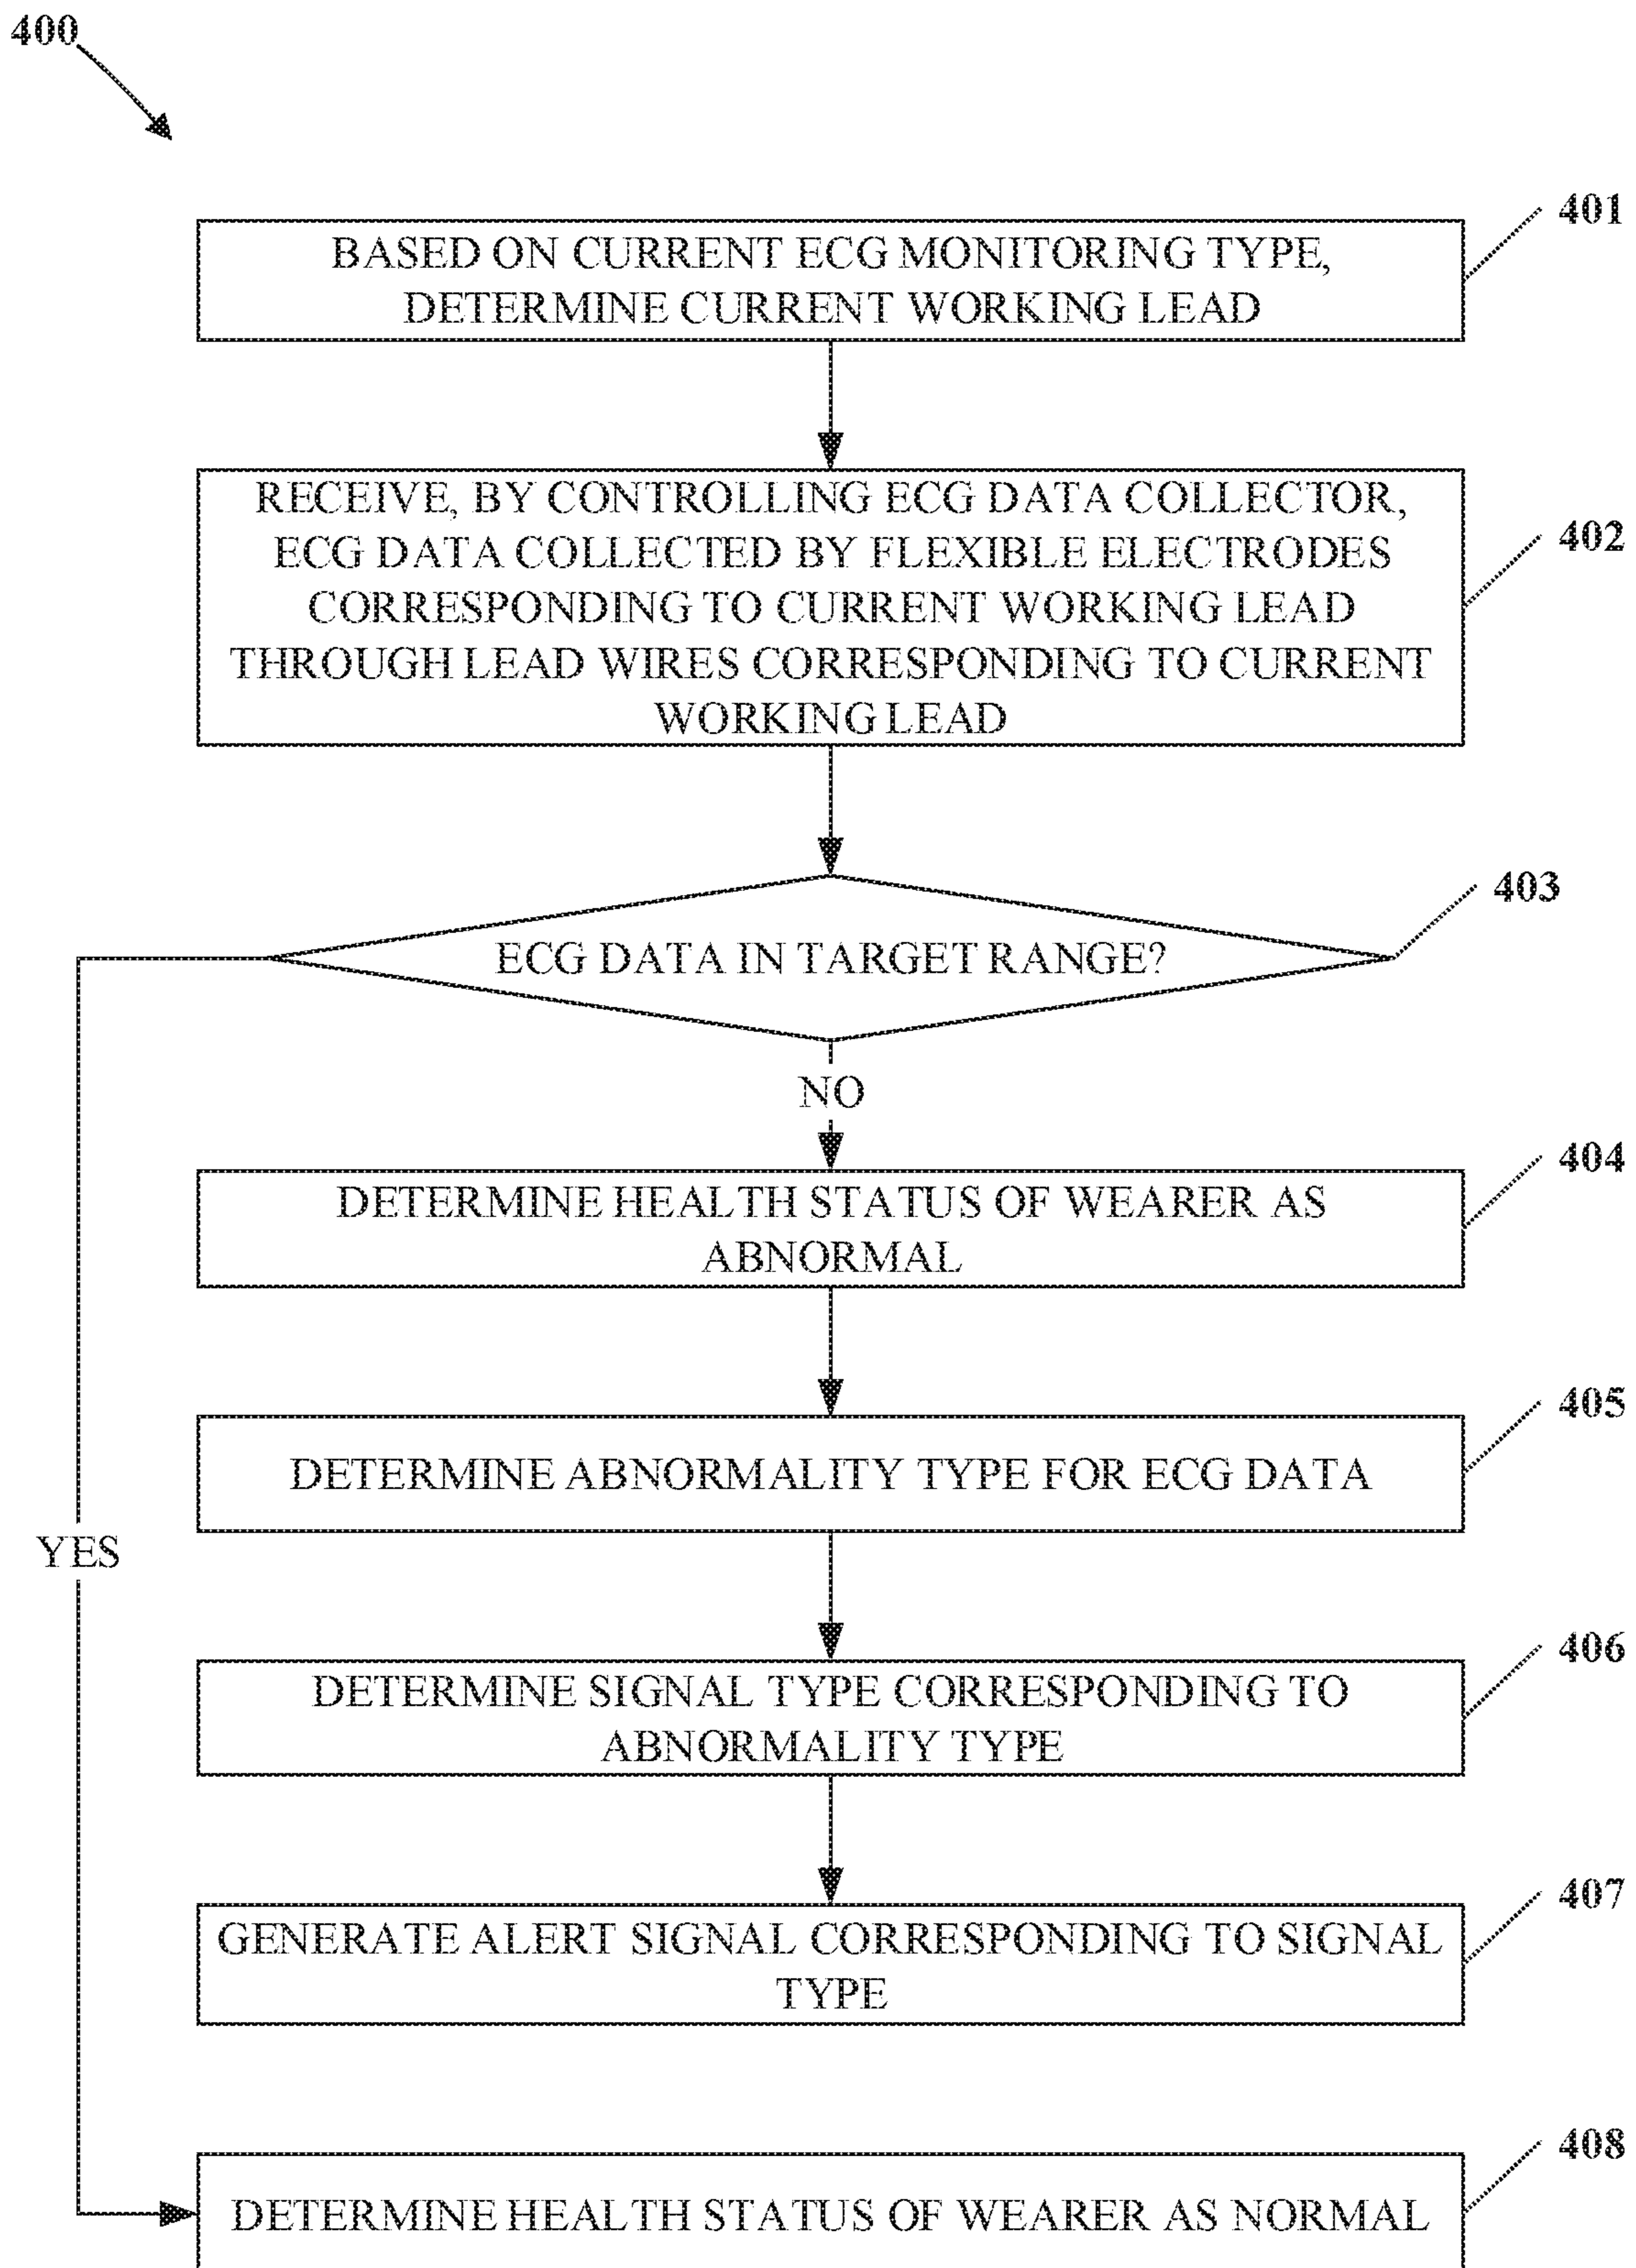 400
401
BASED ON CURRENT ECG MONITORING TYPE,
DETERMINE CURRENT WORKING LEAD
402
RECEIVE, BY CONTROLLING ECG DATA COLLECTOR,
ECG DATA COLLECTED BY FLEXIBLE ELECTRODES
CORRESPONDING TO CURRENT WORKING LEAD
THROUGH LEAD WIRES CORRESPONDING TO CURRENT
WORKING LEAD
403
ECG DATA IN TARGET RANGE?
NO
404
DETERMINE HEALTH STATUS OF WEARER AS
ABNORMAL
405
DETERMINE ABNORMALITY TYPE FOR ECG DATA
YES
406
DETERMINE SIGNAL TYPE CORRESPONDING TO
ABNORMALITY TYPE
407
GENERATE ALERT SIGNAL CORRESPONDING TO SIGNAL
TYPE
408
DETERMINE HEALTH STATUS OF WEARER AS NORMAL